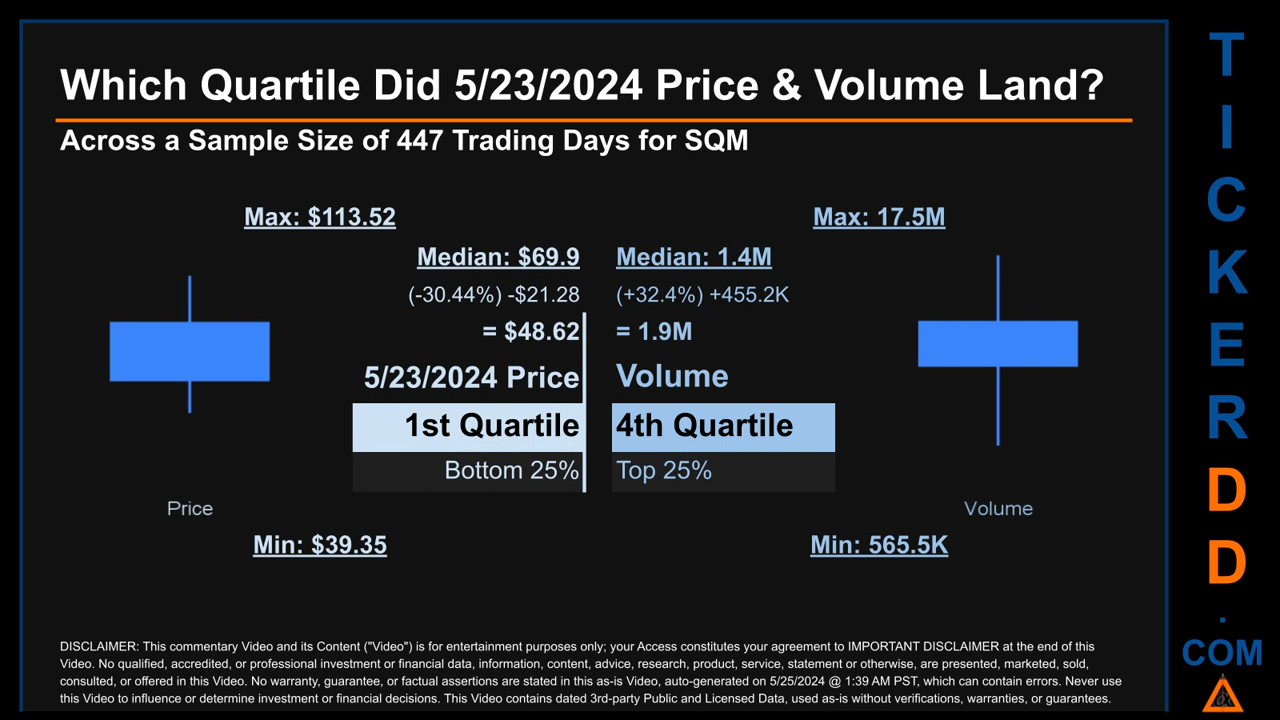 Which Quartile Did 5/23/2024 Price & Volume Land?
Across a Sample Size of 447 Trading Days for SQM
Max: $113.52
Max: 17.5M
Median: $69.9
Median: 1.4M
(-30.44%) -$21.28
(+32.4%) +455.2K
= $48.62
= 1.9M
5/23/2024 Price
Volume
1st Quartile
4th Quartile
Bottom 25%
Top 25%
Price
Volume
Min: $39.35
Min: 565.5K
DISCLAIMER: This commentary Video and its Content ("Video") is for entertainment purposes only; your Access constitutes your agreement to IMPORTANT DISCLAIMER at the end of this
Video. No qualified, accredited, or professional investment or financial data, information, content, advice, research, product, service, statement or otherwise, are presented, marketed, sold,
consulted, or offered in this Video. No warranty, guarantee, or factual assertions are stated in this as-is Video, auto-generated on 5/25/2024 @ 1:39 AM PST, which can contain errors. Never use
this Video to influence or determine investment or financial decisions. This Video contains dated 3rd-party Public and Licensed Data, used as-is without verifications, warranties, or guarantees.
T
I
C
K
E
R
D
D
.
COM